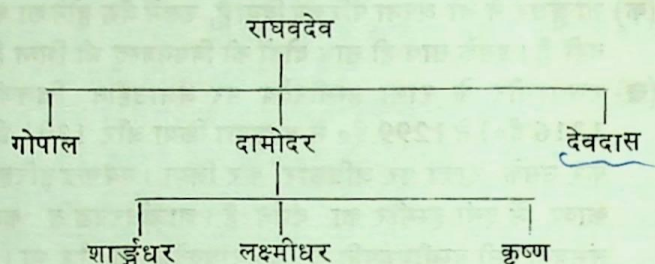 राघवदेव
गोपाल दामोदर देवदास
शार्ङ्गधर लक्ष्मीधर कृष्ण